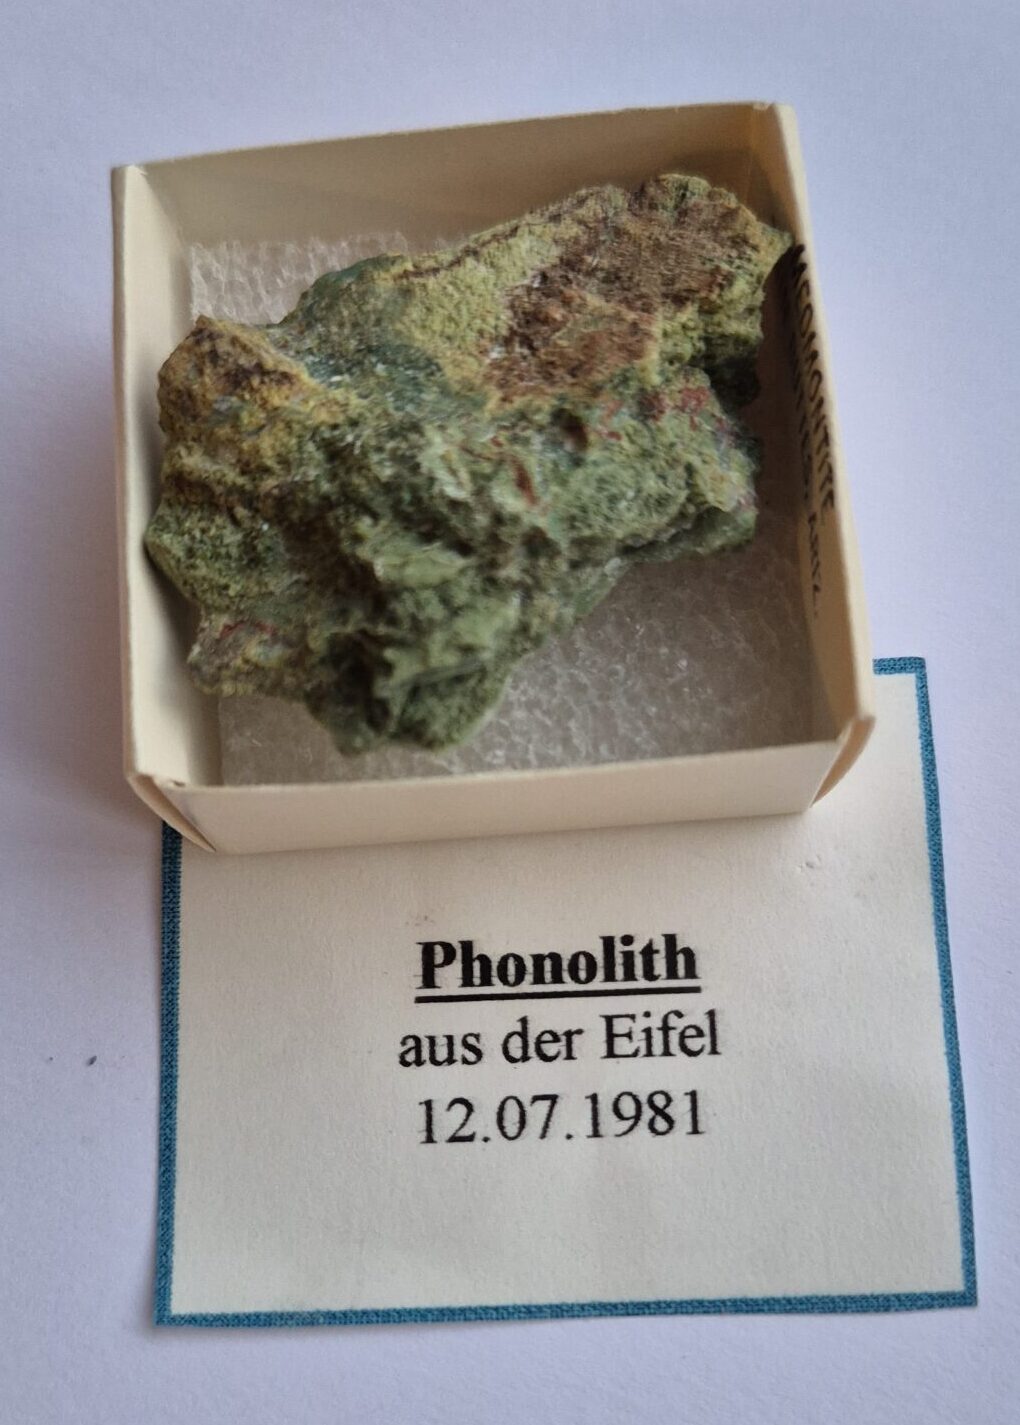 Phonolith
aus der Eifel
12.07.1981